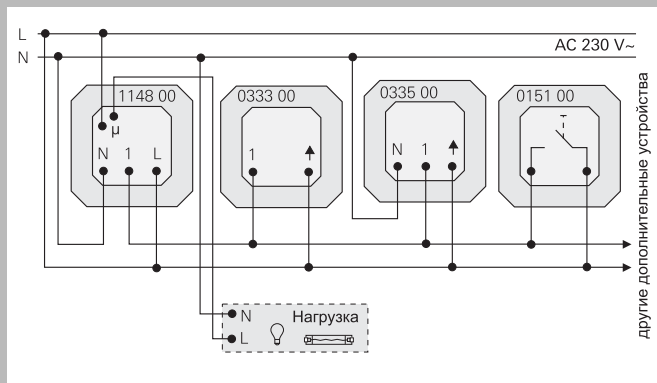 L
N
AC 230 V~
1148 00
0333 00
0335 00
0151 00
µ
N 1 L
1
N 1
N
L
Нагрузка
другие дополнительные устройства